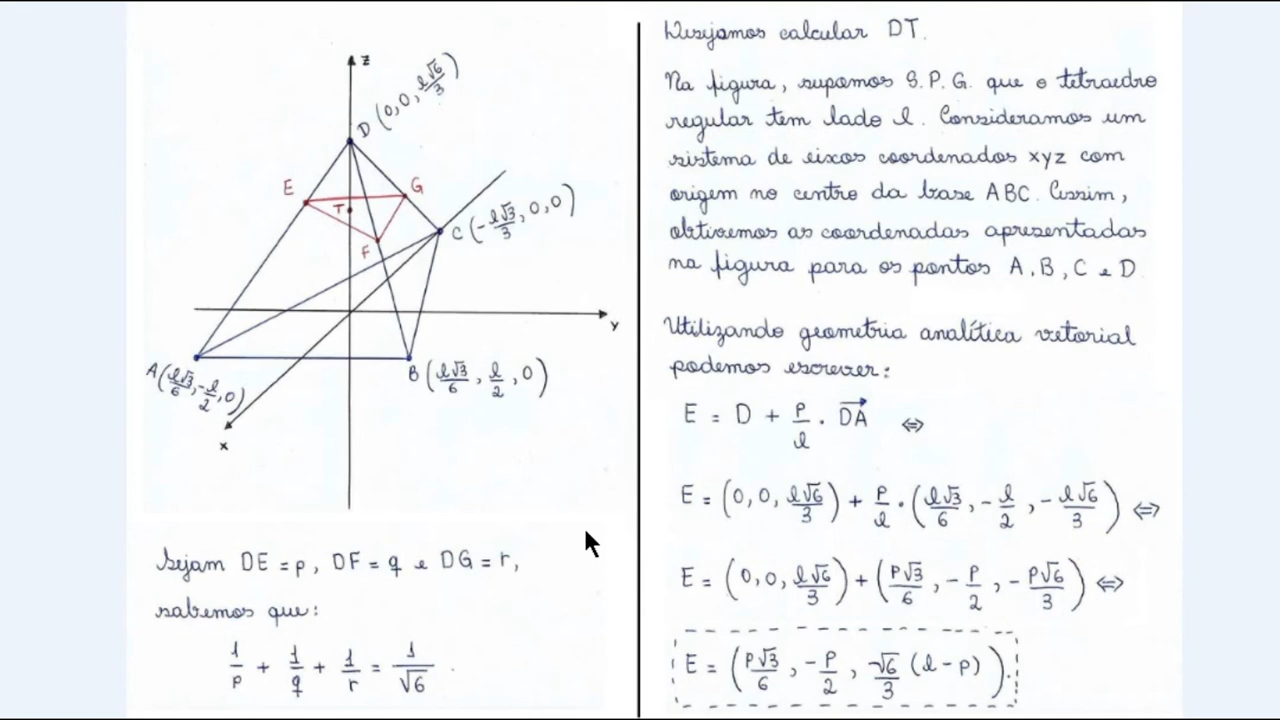 z
D (0, 0, l√6/3)
E
G
T
F
C (-l√3/3, 0, 0)
y
A (l√3/6, -l/2, 0)
B (l√3/6, l/2, 0)
x
Sejam DE = p, DF = q e DG = r,
sabemos que:
1/p + 1/q + 1/r = 1/√6 .
Desejamos calcular DT.
Na figura, supomos S.P.G. que o tetraedro
regular tem lado l. Consideramos um
sistema de eixos coordenados xyz com
origem no centro da base ABC. Assim,
obtivemos as coordenadas apresentadas
na figura para os pontos A, B, C e D
Utilizando geometria analítica vetorial
podemos escrever:
E = D + p/l . DA⃗ ⇔
E = (0, 0, l√6/3) + p/l . (l√3/6, -l/2, -l√6/3) ⇔
E = (0, 0, l√6/3) + (p√3/6, -p/2, -p√6/3) ⇔
E = (p√3/6, -p/2, √6/3 (l - p)).